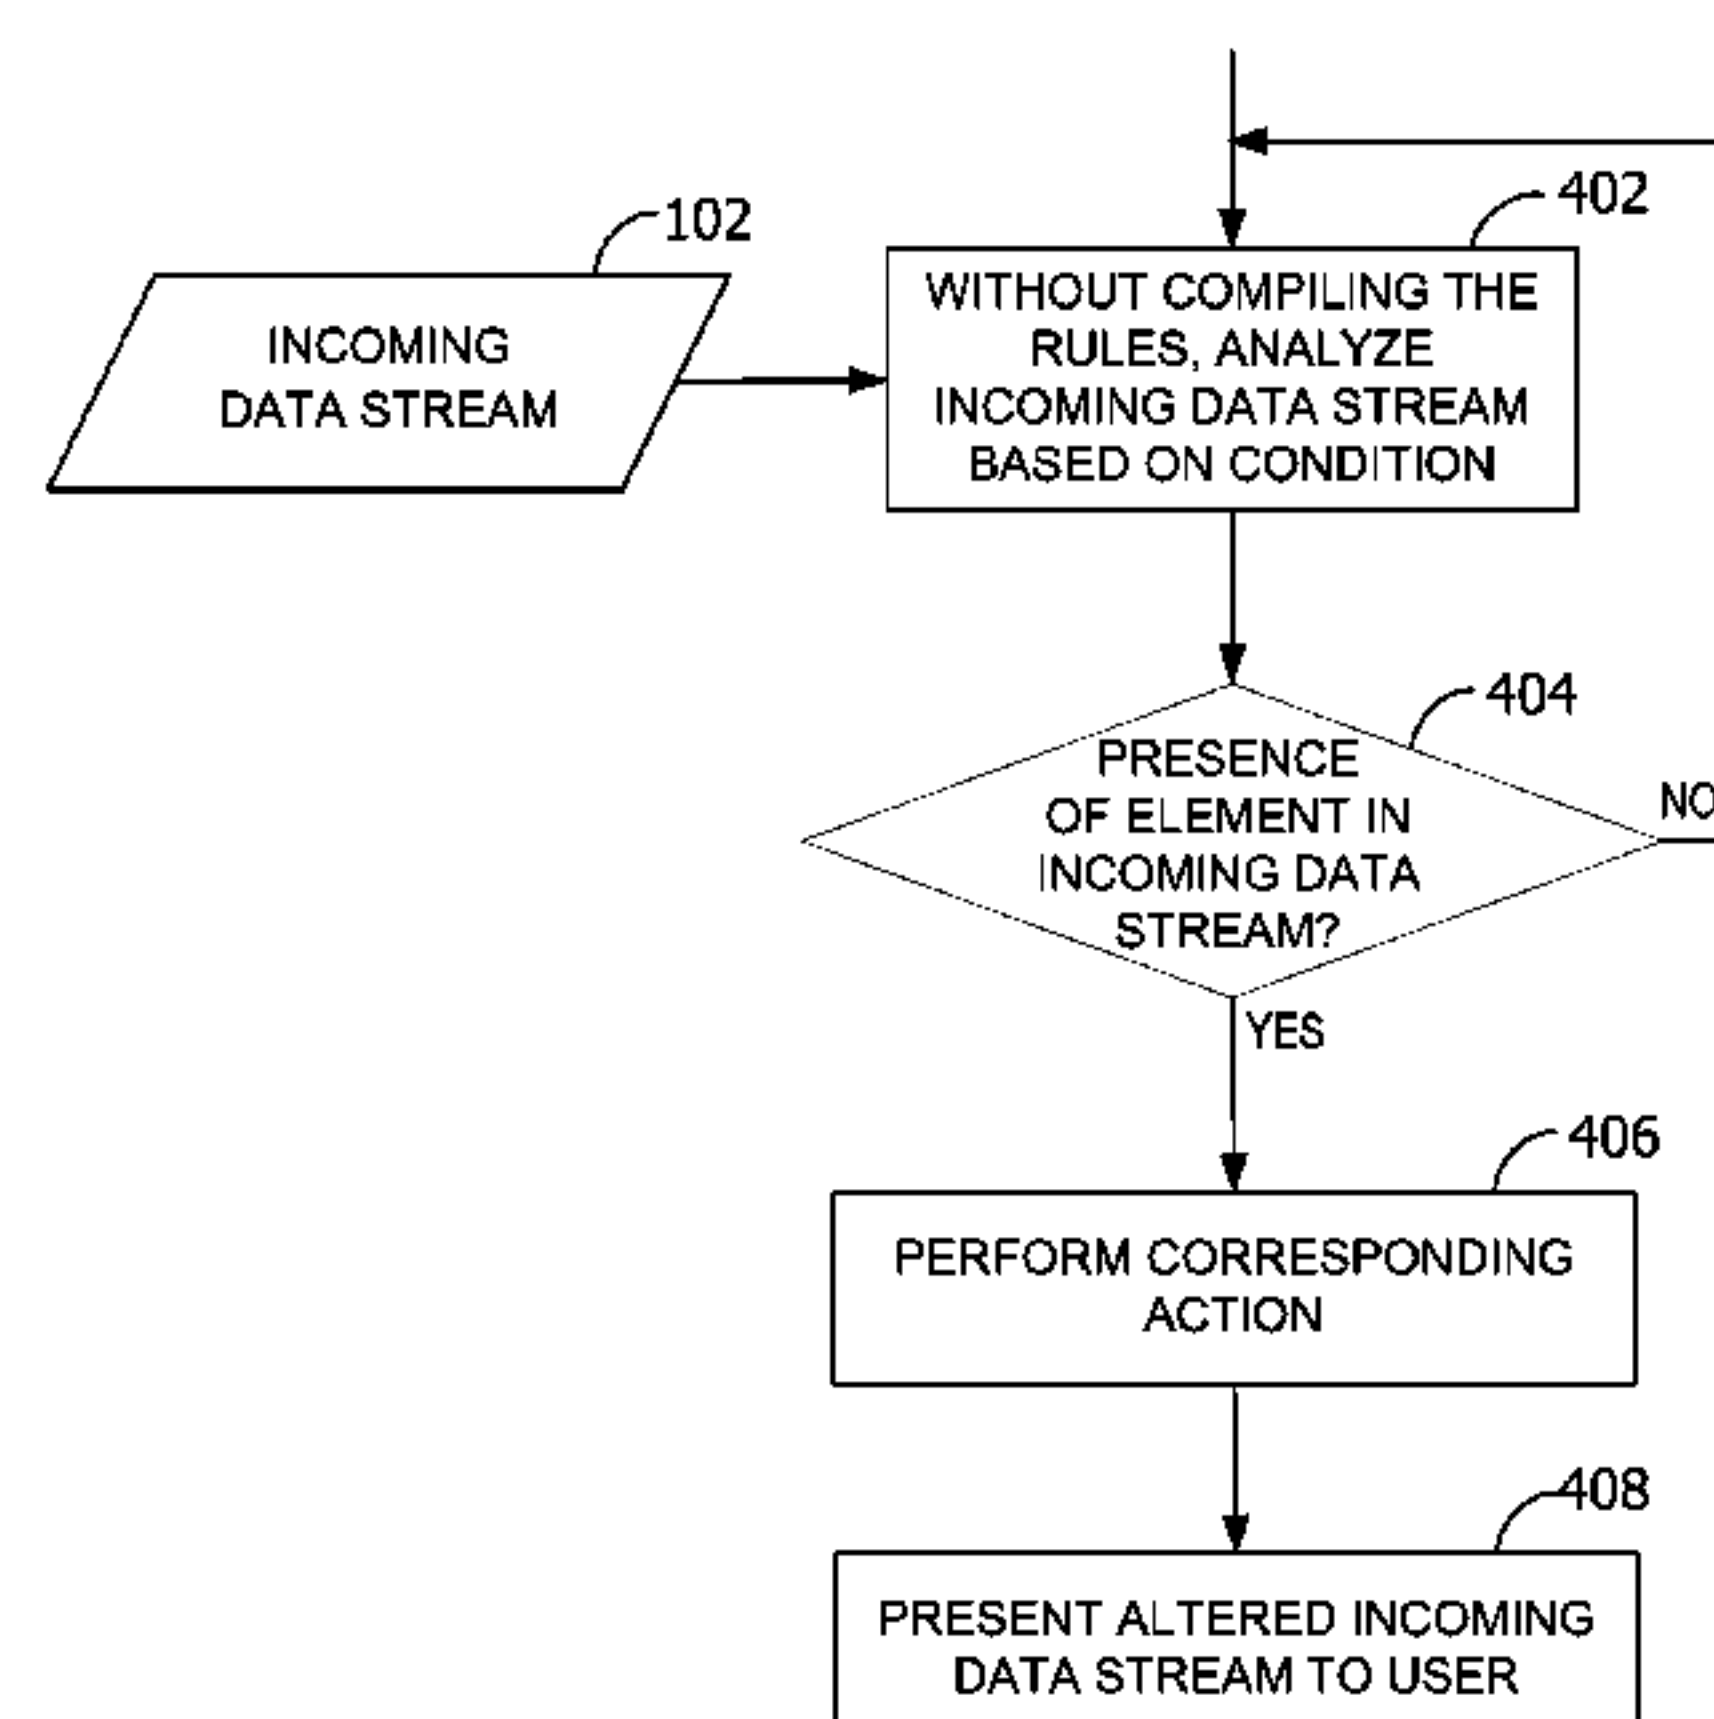 402
102
WITHOUT COMPILING THE
RULES, ANALYZE
INCOMING DATA STREAM
BASED ON CONDITION
INCOMING
DATA STREAM
404
PRESENCE
OF ELEMENT IN
INCOMING DATA
STREAM?
NO
YES
406
PERFORM CORRESPONDING
ACTION
408
PRESENT ALTERED INCOMING
DATA STREAM TO USER